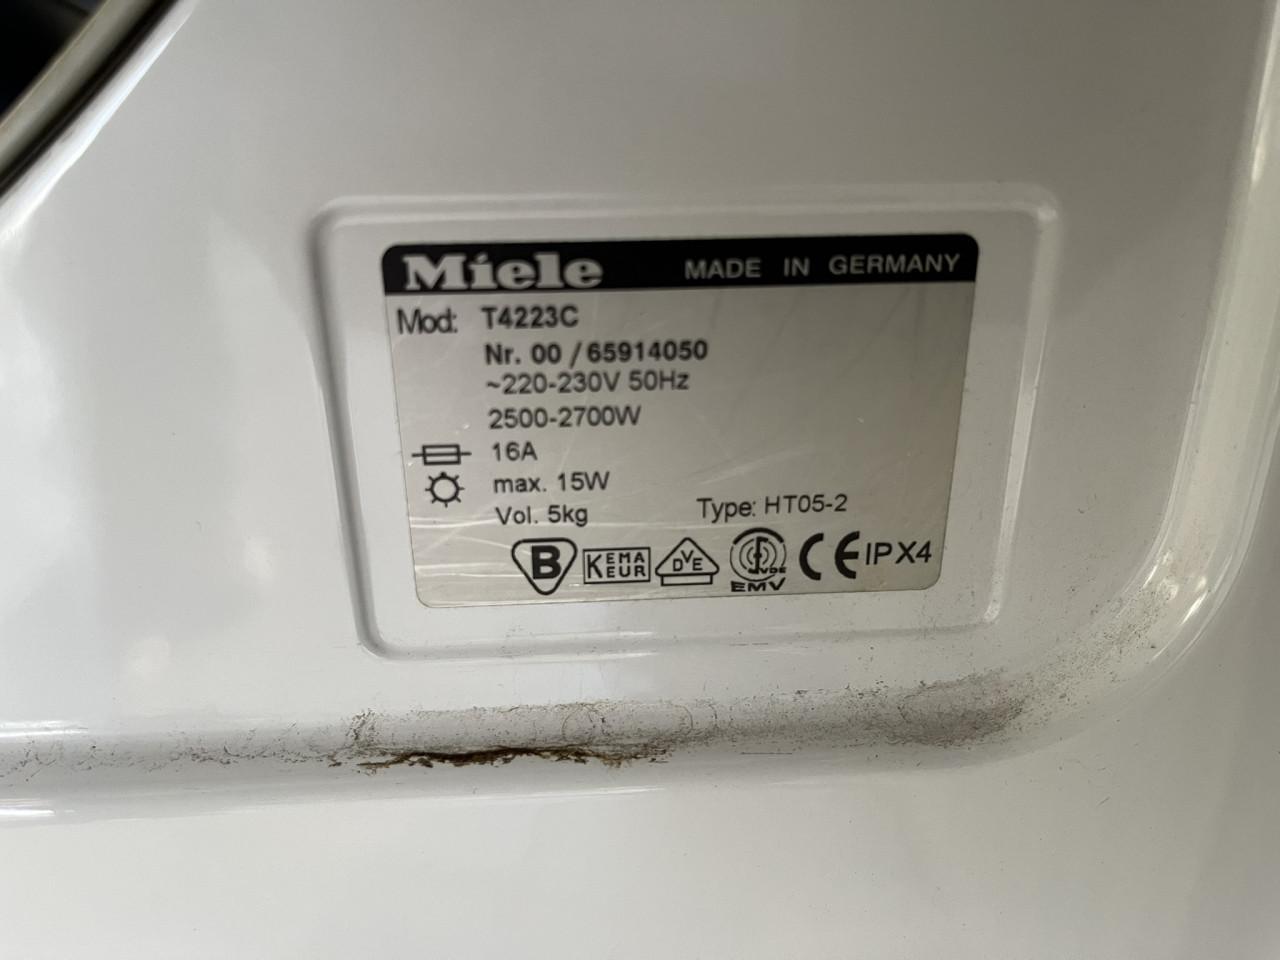 Miele MADE IN GERMANY
Mod: T4223C
Nr. 00 / 65914050
~220-230V 50Hz
2500-2700W
16A
max. 15W
Vol. 5kg Type: HT05-2
B KEMA KEUR DVE VDE EMV CE IPX4